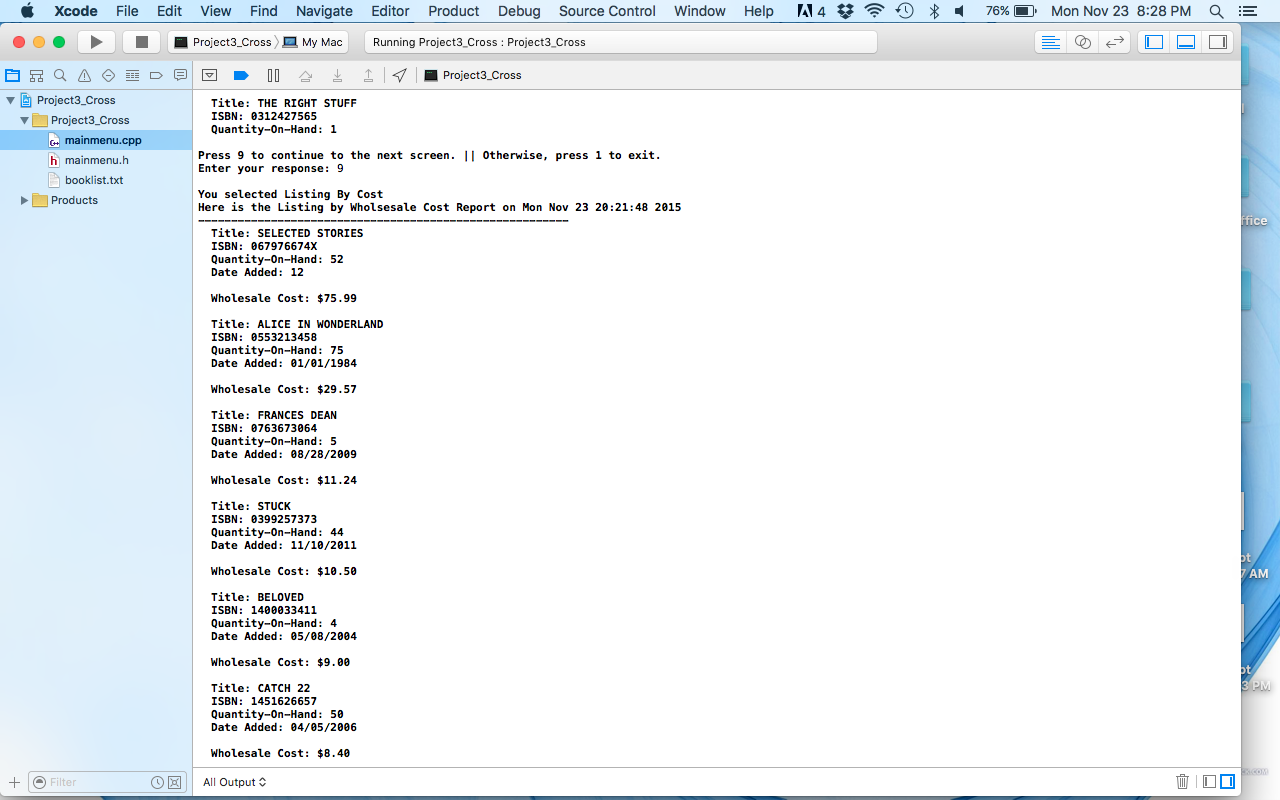 Xcode File Edit View Find Navigate Editor Product Debug Source Control Window Help 4 76% Mon Nov 23 8:28 PM
Project3_Cross My Mac Running Project3_Cross : Project3_Cross
Project3_Cross
Project3_Cross
Project3_Cross
mainmenu.cpp
mainmenu.h
booklist.txt
Products
Title: THE RIGHT STUFF
ISBN: 0312427565
Quantity-On-Hand: 1
Press 9 to continue to the next screen. || Otherwise, press 1 to exit.
Enter your response: 9
You selected Listing By Cost
Here is the Listing by Wholsesale Cost Report on Mon Nov 23 20:21:48 2015
--------------------------------------------------------
Title: SELECTED STORIES
ISBN: 067976674X
Quantity-On-Hand: 52
Date Added: 12
Wholesale Cost: $75.99
Title: ALICE IN WONDERLAND
ISBN: 0553213458
Quantity-On-Hand: 75
Date Added: 01/01/1984
Wholesale Cost: $29.57
Title: FRANCES DEAN
ISBN: 0763673064
Quantity-On-Hand: 5
Date Added: 08/28/2009
Wholesale Cost: $11.24
Title: STUCK
ISBN: 0399257373
Quantity-On-Hand: 44
Date Added: 11/10/2011
Wholesale Cost: $10.50
Title: BELOVED
ISBN: 1400033411
Quantity-On-Hand: 4
Date Added: 05/08/2004
Wholesale Cost: $9.00
Title: CATCH 22
ISBN: 1451626657
Quantity-On-Hand: 50
Date Added: 04/05/2006
Wholesale Cost: $8.40
Filter
All Output
ffice
ot
7 AM
ot
3 PM